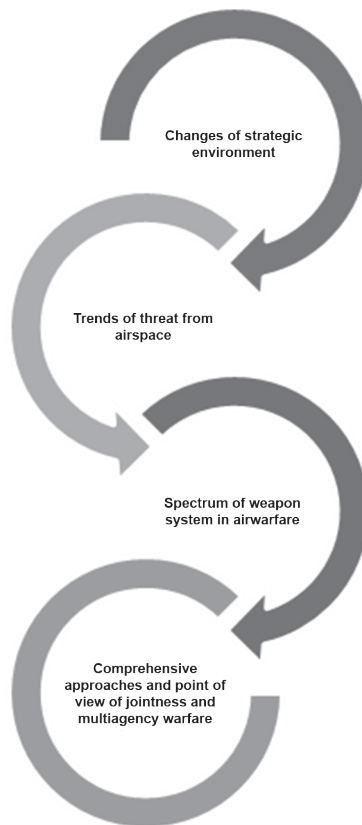 Changes of strategic
environment
Trends of threat from
airspace
Spectrum of weapon
system in airwarfare
Comprehensive
approaches and point of
view of jointness and
multiagency warfare